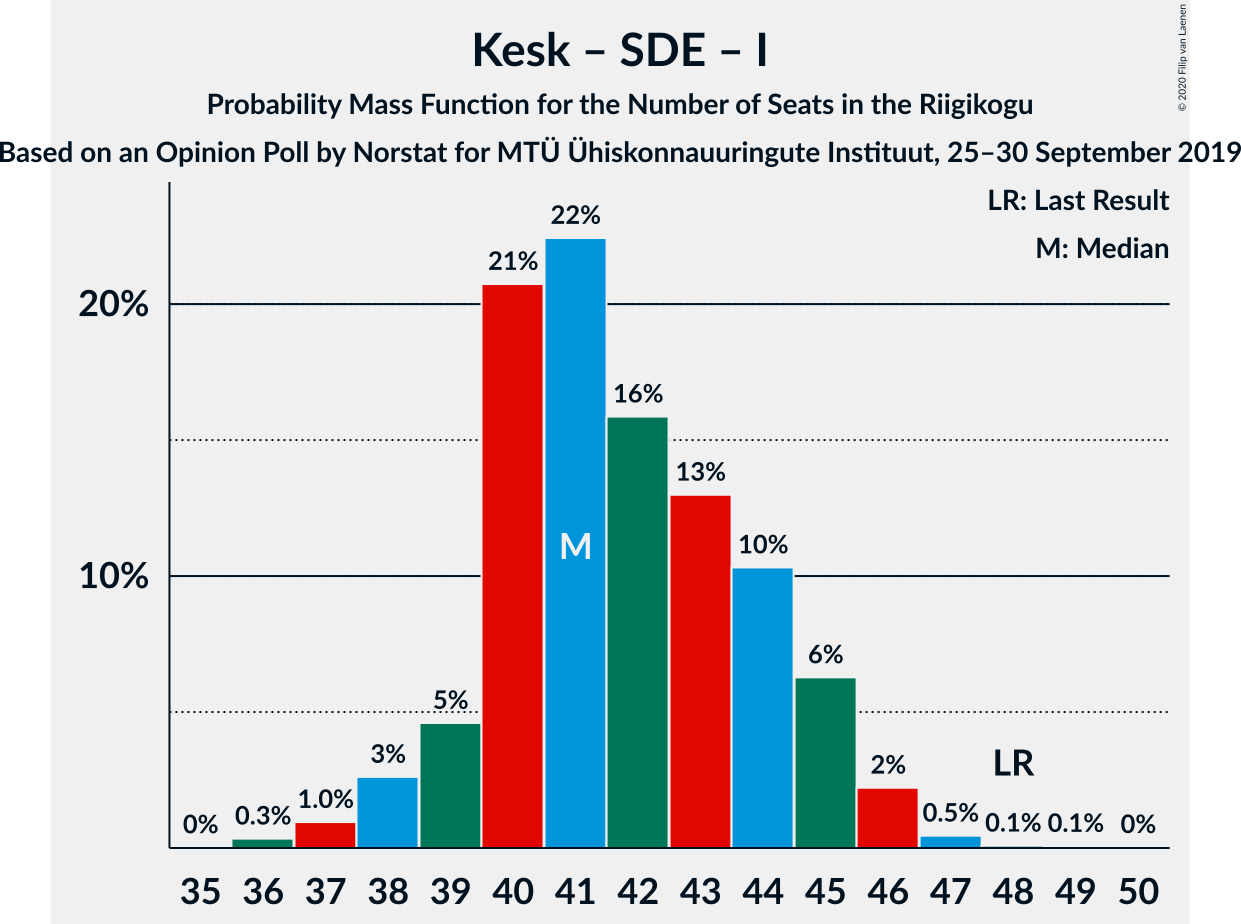 Kesk – SDE – I
Probability Mass Function for the Number of Seats in the Riigikogu
Based on an Opinion Poll by Norstat for MTÜ Ühiskonnauuringute Instituut, 25–30 September 2019
© 2020 Filip van Laenen
LR: Last Result
M: Median
20%
10%
0%
0.3%
1.0%
3%
5%
21%
22%
16%
13%
10%
6%
2%
0.5%
0.1%
0.1%
0%
M
LR
35 36 37 38 39 40 41 42 43 44 45 46 47 48 49 50